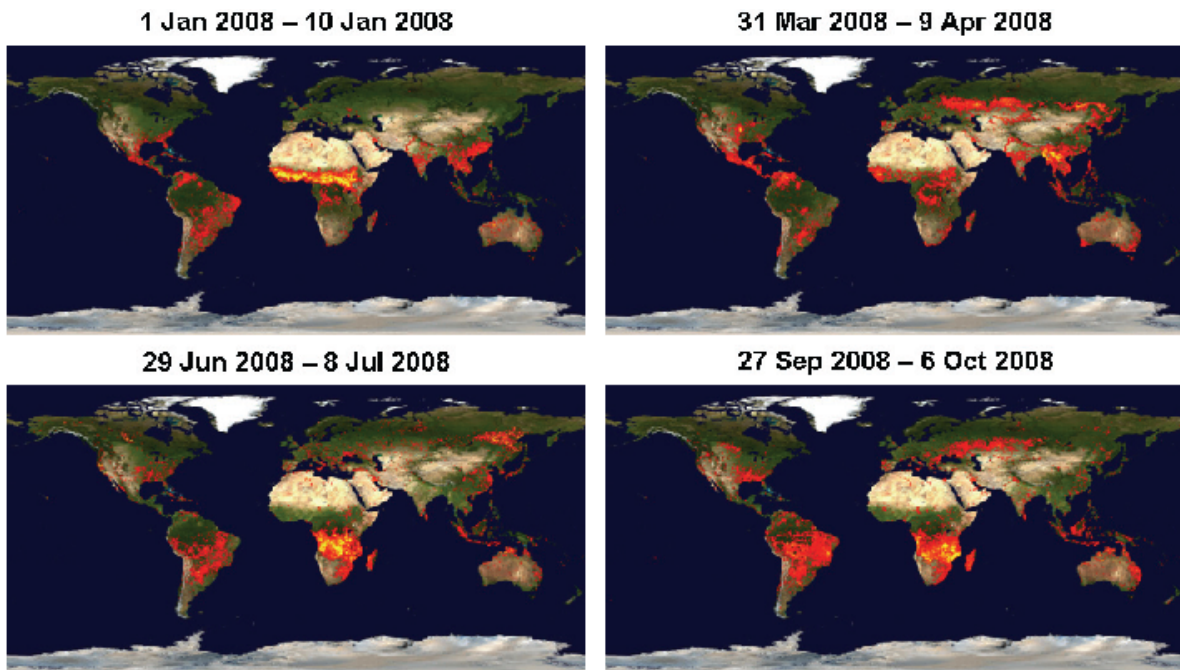 1 Jan 2008 – 10 Jan 2008
31 Mar 2008 – 9 Apr 2008
29 Jun 2008 – 8 Jul 2008
27 Sep 2008 – 6 Oct 2008